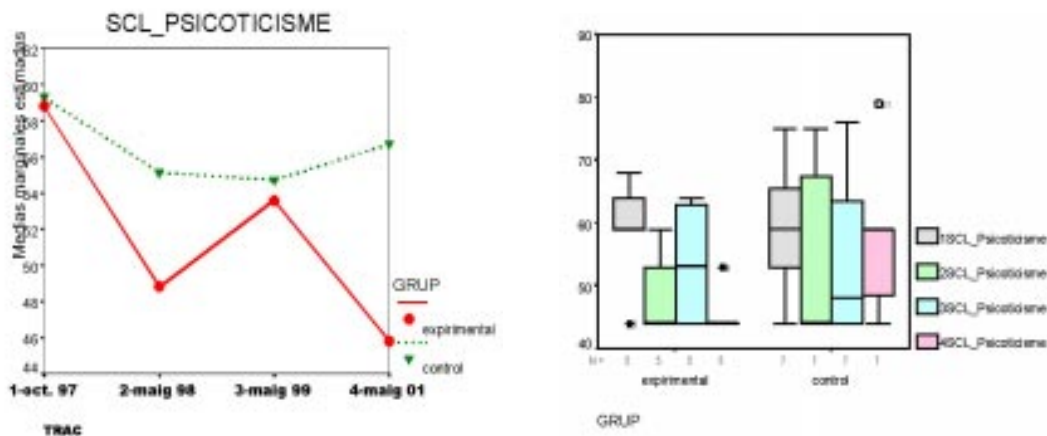 SCL_PSICOTICISME
Medias marginales estimadas
62
60
58
56
54
52
50
48
46
44
1-oct. 97
2-maig 98
3-maig 99
4-maig 01
TRAC
GRUP
expirimental
control
90
80
70
60
50
40
N =
expirimental
control
GRUP
1SCL_Psicoticisme
2SCL_Psicoticisme
3SCL_Psicoticisme
4SCL_Psicoticisme